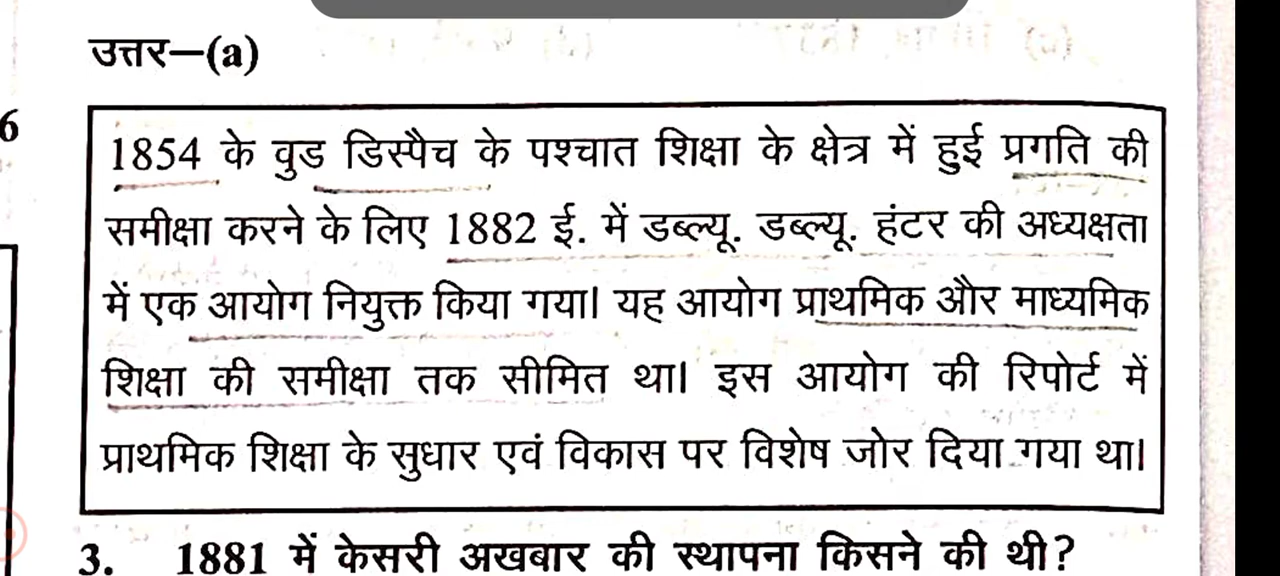 उत्तर—(a)
6
1854 के वुड डिस्पैच के पश्चात शिक्षा के क्षेत्र में हुई प्रगति की
समीक्षा करने के लिए 1882 ई. में डब्ल्यू. डब्ल्यू. हंटर की अध्यक्षता
में एक आयोग नियुक्त किया गया। यह आयोग प्राथमिक और माध्यमिक
शिक्षा की समीक्षा तक सीमित था। इस आयोग की रिपोर्ट में
प्राथमिक शिक्षा के सुधार एवं विकास पर विशेष जोर दिया गया था।
3. 1881 में केसरी अखबार की स्थापना किसने की थी?